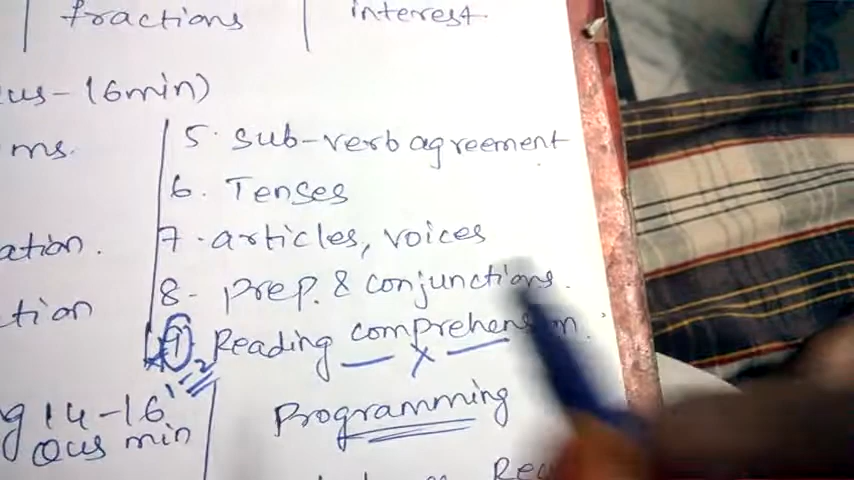 fractions | interest.
us - 16min)
ms. | 5. Sub-verb agreement
6. Tenses
ation. | 7. articles, voices
8. prep. & conjunctions.
tion | 9 Reading comprehension.
g 14-16 | Programming
Ques min